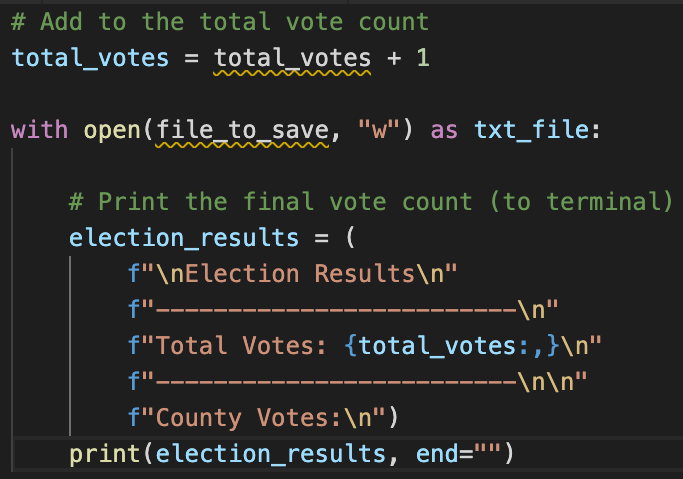 # Add to the total vote count
total_votes = total_votes + 1
with open(file_to_save, "w") as txt_file:
# Print the final vote count (to terminal)
election_results = (
f"\nElection Results\n"
f"-------------------------\n"
f"Total Votes: {total_votes:,}\n"
f"-------------------------\n\n"
f"County Votes:\n")
print(election_results, end="")